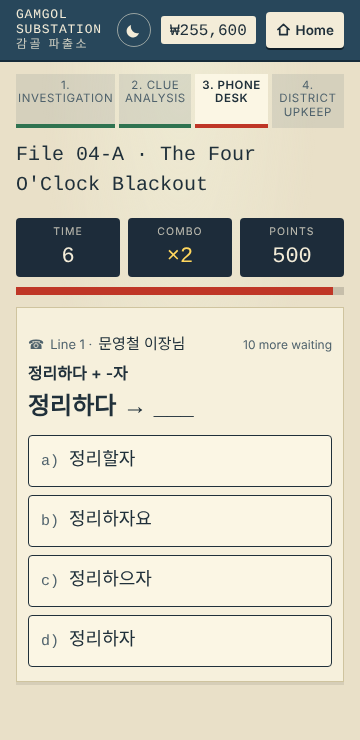 GAMGOL
SUBSTATION
감골 파출소
₩255,600
Home
1.
INVESTIGATION
2. CLUE
ANALYSIS
3. PHONE
DESK
4.
DISTRICT
UPKEEP
File 04-A · The Four
O'Clock Blackout
TIME
6
COMBO
×2
POINTS
500
☎ Line 1 · 문영철 이장님
10 more waiting
정리하다 + -자
정리하다 → ___
a) 정리할자
b) 정리하자요
c) 정리하으자
d) 정리하자